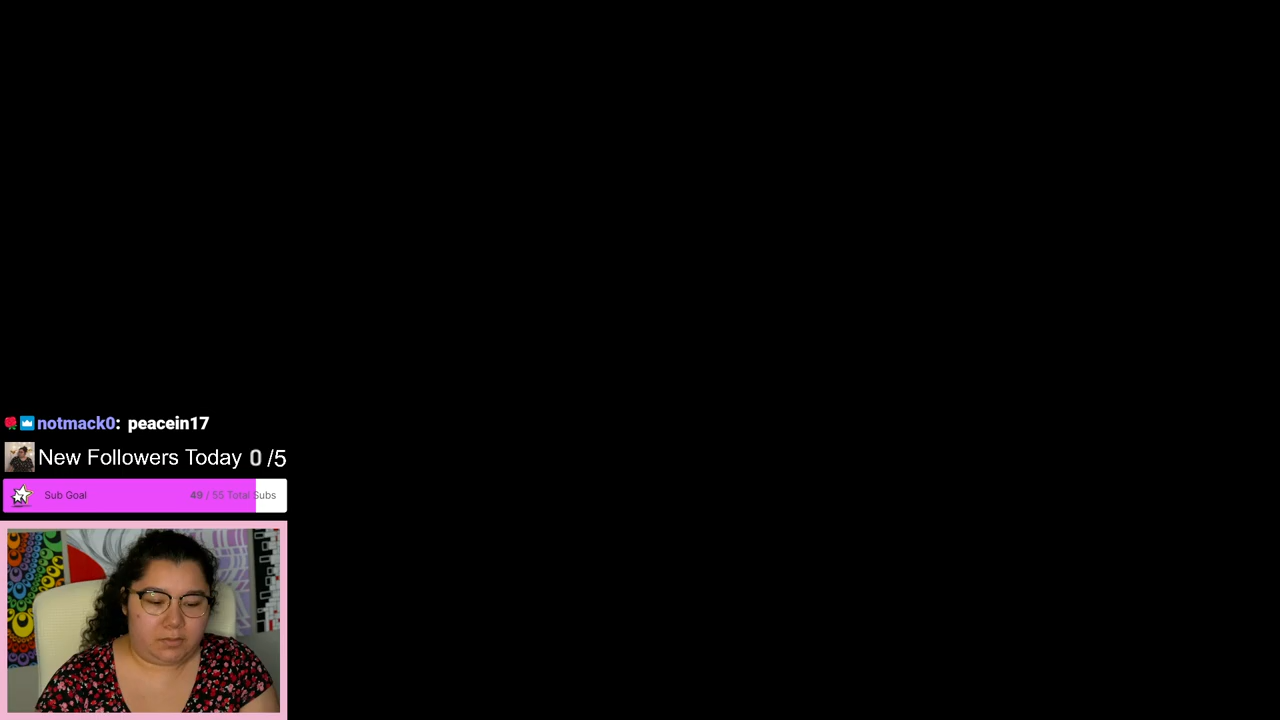 notmack0: peacein17
New Followers Today 0 /5
Sub Goal 49 / 55 Total Subs